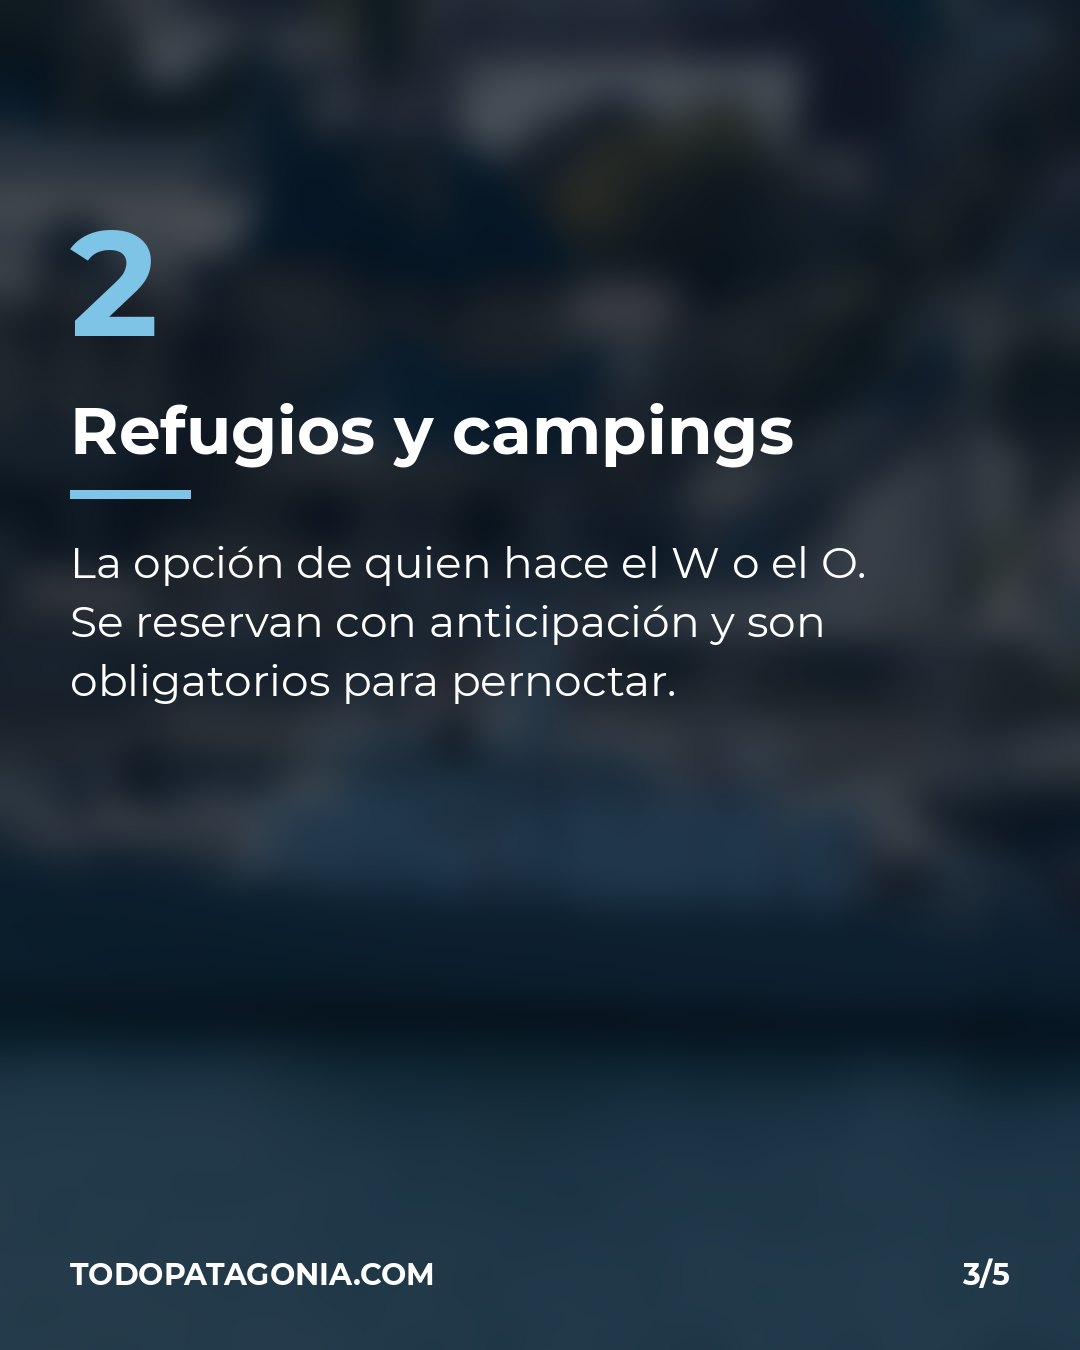 2
Refugios y campings
La opción de quien hace el W o el O.
Se reservan con anticipación y son
obligatorios para pernoctar.
TODOPATAGONIA.COM
3/5